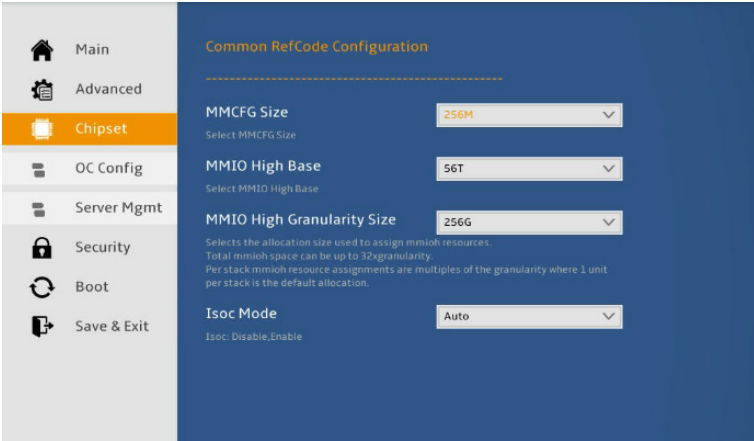 Main
Advanced
Chipset
OC Config
Server Mgmt
Security
Boot
Save & Exit
Common RefCode Configuration
--------------------------------------------------
MMCFG Size
256M
Select MMCFG Size
MMIO High Base
56T
Select MMIO High Base
MMIO High Granularity Size
256G
Selects the allocation size used to assign mmioh resources.
Total mmioh space can be up to 32xgranularity.
Per stack mmioh resource assignments are multiples of the granularity where 1 unit
per stack is the default allocation.
Isoc Mode
Auto
Isoc: Disable,Enable